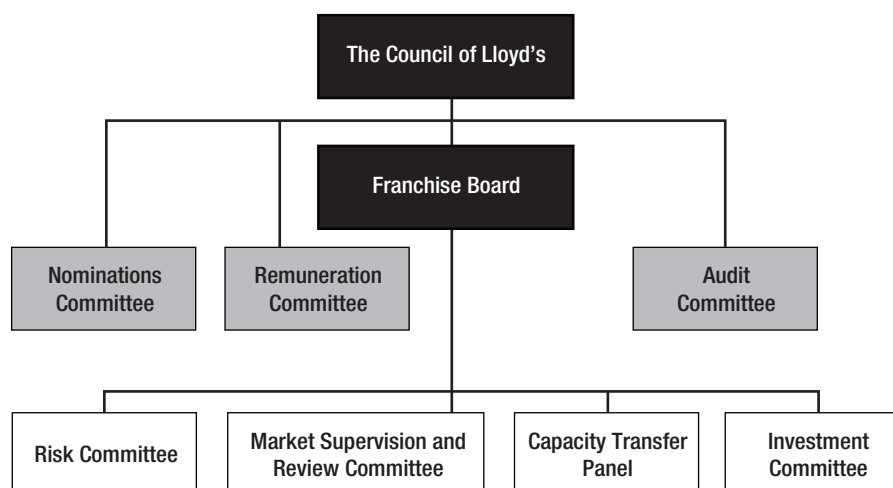 The Council of Lloyd’s
Franchise Board
Nominations
Committee
Remuneration
Committee
Audit
Committee
Risk Committee
Market Supervision and
Review Committee
Capacity Transfer
Panel
Investment
Committee